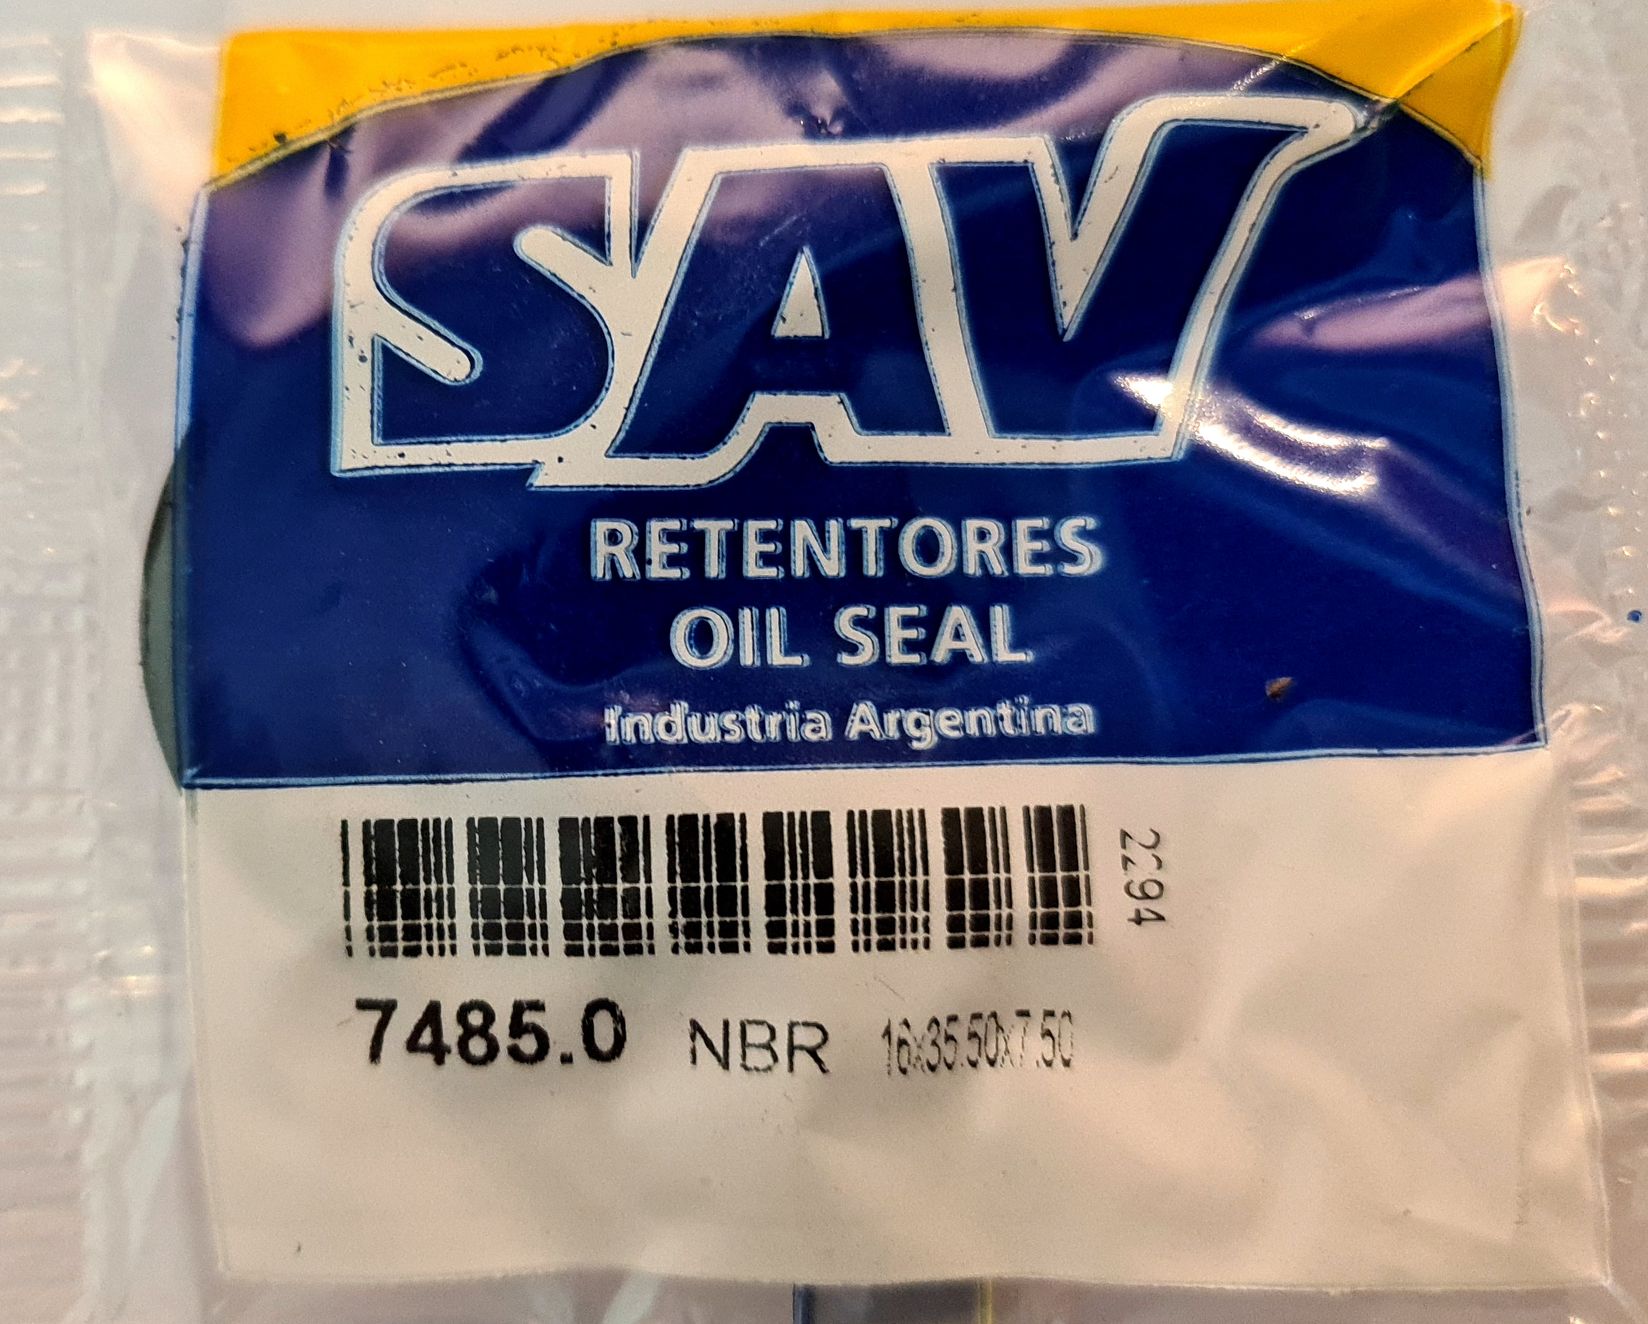 SAV
RETENTORES
OIL SEAL
Industria Argentina
2294
7485.0 NBR 16x35.50x7.50